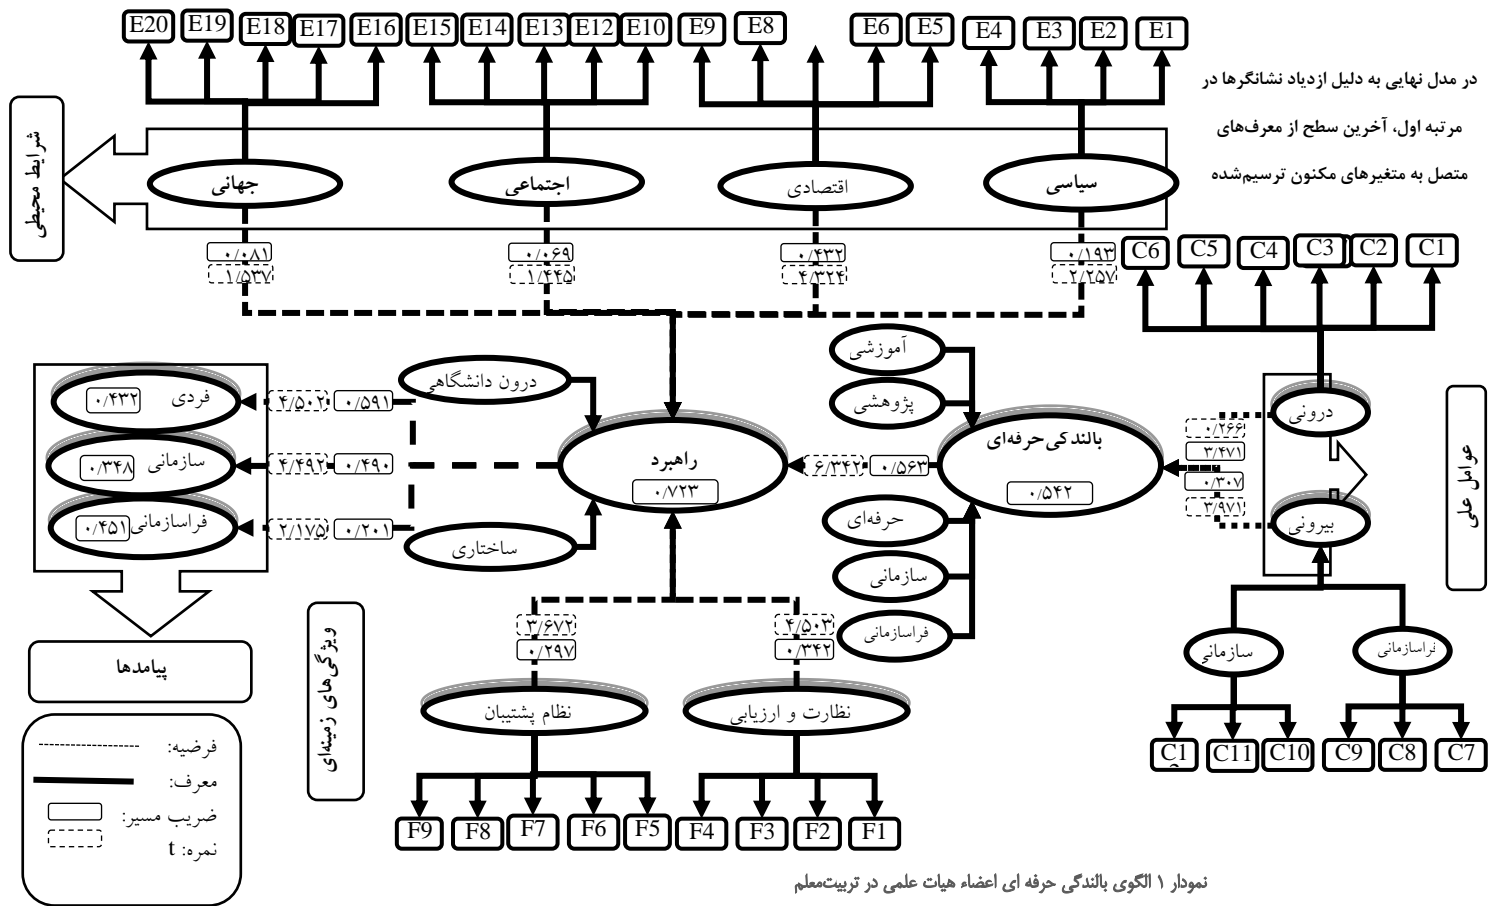 E20 E19 E18 E17 E16 E15 E14 E13 E12 E10 E9 E8 E6 E5 E4 E3 E2 E1
در مدل نهایی به دلیل ازدیاد نشانگرها در
مرتبه اول، آخرین سطح از معرف‌های
متصل به متغیرهای مکنون ترسیم‌شده
شرایط محیطی
جهانی
اجتماعی
اقتصادی
سیاسی
۰/۰۸۱
۱/۵۳۷
۰/۰۶۹
۱/۴۴۵
۰/۴۳۲
۴/۳۲۴
۰/۱۹۳
۲/۲۵۷
C6 C5 C4 C3 C2 C1
آموزشی
پژوهشی
بالندگی حرفه‌ای
۰/۵۴۲
حرفه‌ای
سازمانی
فراسازمانی
درونی
بیرونی
عوامل علی
۰/۲۶۶
۳/۴۷۱
۰/۳۰۷
۳/۹۷۱
۰/۵۶۳
۶/۳۴۲
درون دانشگاهی
راهبرد
۰/۷۲۳
ساختاری
۰/۵۹۱
۴/۵۰۲
۰/۴۹۰
۴/۴۹۲
۰/۲۰۱
۲/۱۷۵
فردی
۰/۴۳۲
سازمانی
۰/۳۴۸
فراسازمانی
۰/۴۵۱
پیامدها
ویژگی‌های زمینه‌ای
۳/۶۷۲
۰/۲۹۷
۴/۵۰۳
۰/۳۴۲
نظام پشتیبان
نظارت و ارزیابی
سازمانی
فراسازمانی
C1 C11 C10 C9 C8 C7
F9 F8 F7 F6 F5 F4 F3 F2 F1
فرضیه:
معرف:
ضریب مسیر:
نمره: t
نمودار ۱ الگوی بالندگی حرفه ای اعضاء هیات علمی در تربیت‌معلم